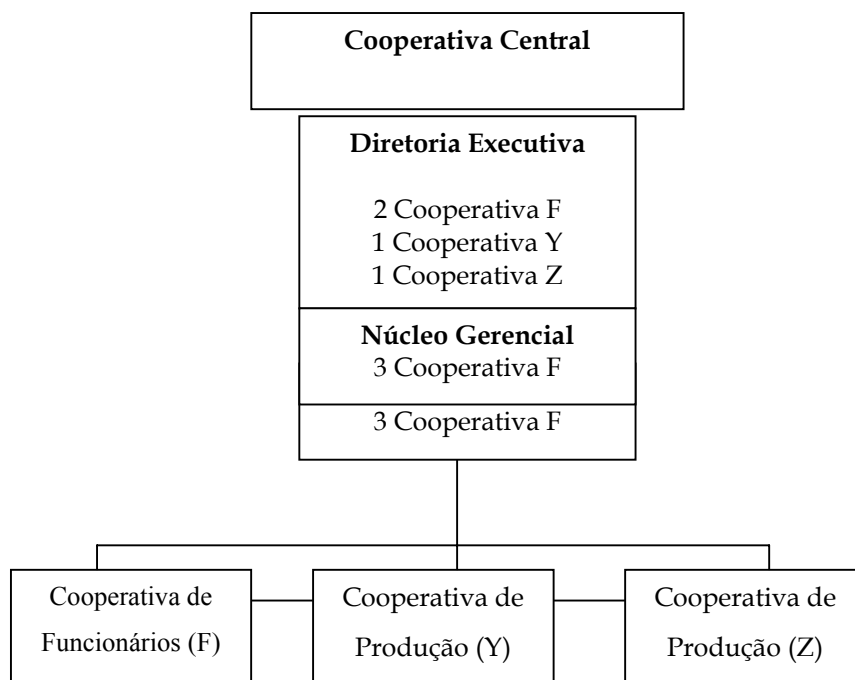 Cooperativa Central
Diretoria Executiva
2 Cooperativa F
1 Cooperativa Y
1 Cooperativa Z
Núcleo Gerencial
3 Cooperativa F
3 Cooperativa F
Cooperativa de
Funcionários (F)
Cooperativa de
Produção (Y)
Cooperativa de
Produção (Z)